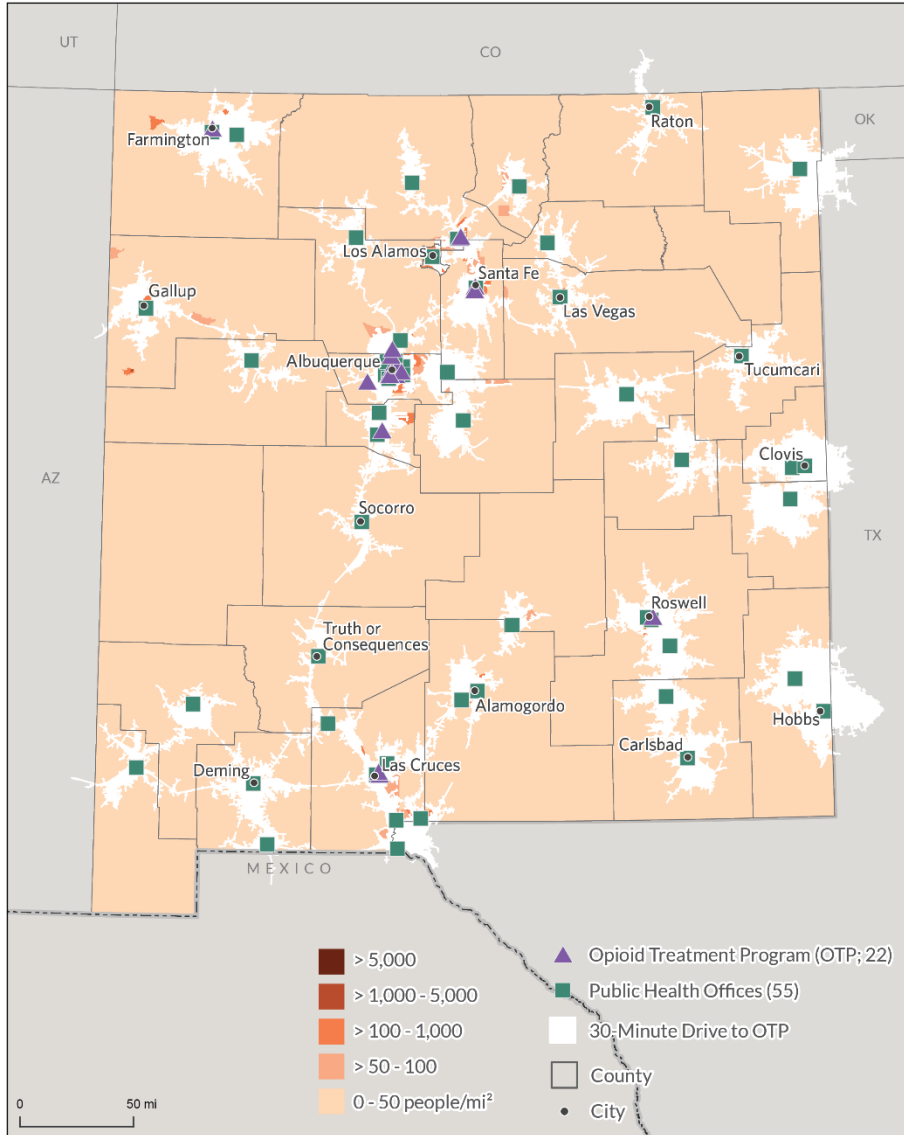 UT
CO
OK
Farmington
Raton
Los Alamos
Santa Fe
Gallup
Las Vegas
Albuquerque
Tucumcari
AZ
Clovis
Socorro
TX
Roswell
Truth or
Consequences
Alamogordo
Hobbs
Carlsbad
Las Cruces
Deming
MEXICO
> 5,000
> 1,000 - 5,000
> 100 - 1,000
> 50 - 100
0 - 50 people/mi²
Opioid Treatment Program (OTP; 22)
Public Health Offices (55)
30-Minute Drive to OTP
County
City
0 50 mi